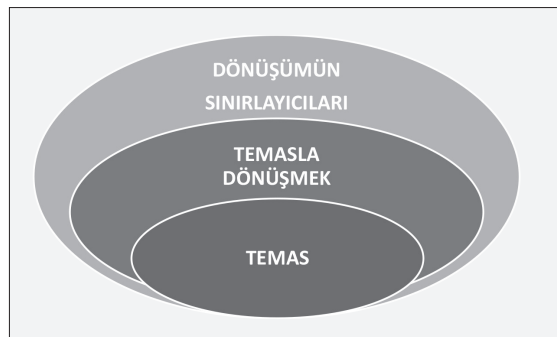 DÖNÜŞÜMÜN
SINIRLAYICILARI
TEMASLA
DÖNÜŞMEK
TEMAS